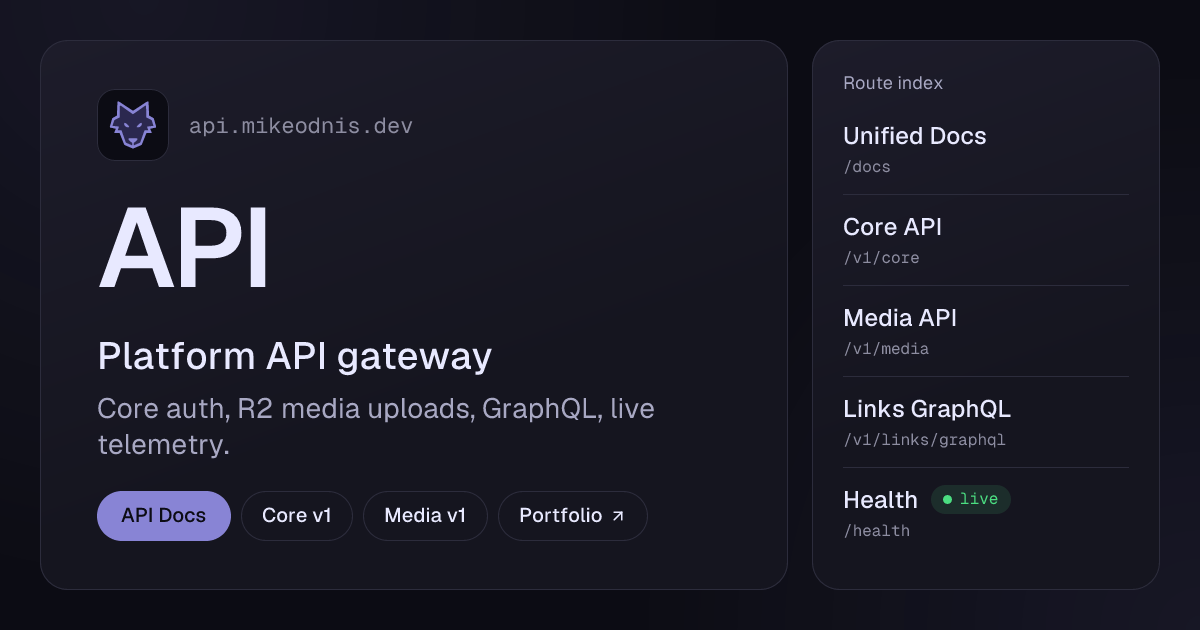 api.mikeodnis.dev
API
Platform API gateway
Core auth, R2 media uploads, GraphQL, live
telemetry.
API Docs
Core v1
Media v1
Portfolio ↗
Route index
Unified Docs
/docs
Core API
/v1/core
Media API
/v1/media
Links GraphQL
/v1/links/graphql
Health live
/health